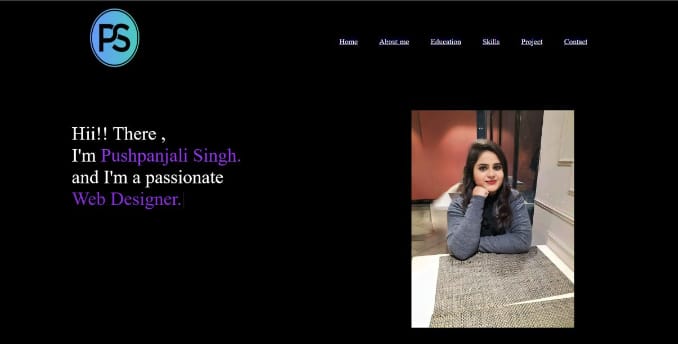 PS
Home About me Education Skills Project Contact
Hii!! There ,
I'm Pushpanjali Singh.
and I'm a passionate
Web Designer.